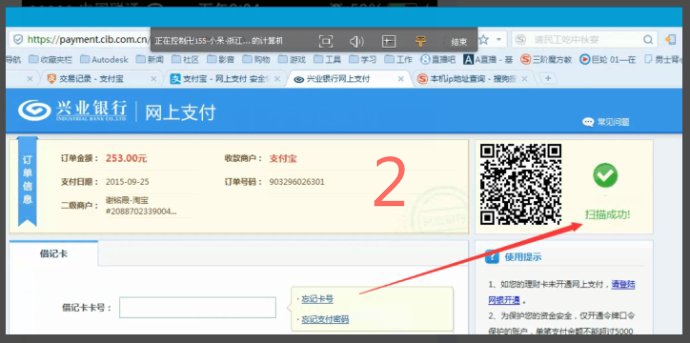 https://payment.cib.com.cn/
正在控制卍155-小呆-浙江... 的计算机
结束
请民工吃中秋宴
收藏夹栏
Autodesk
新闻
社区
影音
购物
游戏
工具
学习
工作
直播吧
A直播 - 基
三阶魔方教
巨轮 01—在
男士背
交易记录 - 支付宝
支付宝 - 网上支付 安全
兴业银行网上支付
本机ip地址查询 - 搜狗搜
兴业银行
INDUSTRIAL BANK CO.,LTD.
网上支付
常见问题
订单信息
订单金额： 253.00元
收款商户： 支付宝
支付日期： 2015-09-25
订单号码： 903296026301
二级商户： 谢铭霞-淘宝
#2088702339004...
2
扫描成功!
借记卡
借记卡卡号：
忘记卡号
忘记支付密码
使用提示
1、如您的理财卡未开通网上支付，请登陆
网银开通。
2、为保护您的资金安全，仅开通令牌口令
保护的账户，单笔支付金额不能超过5000